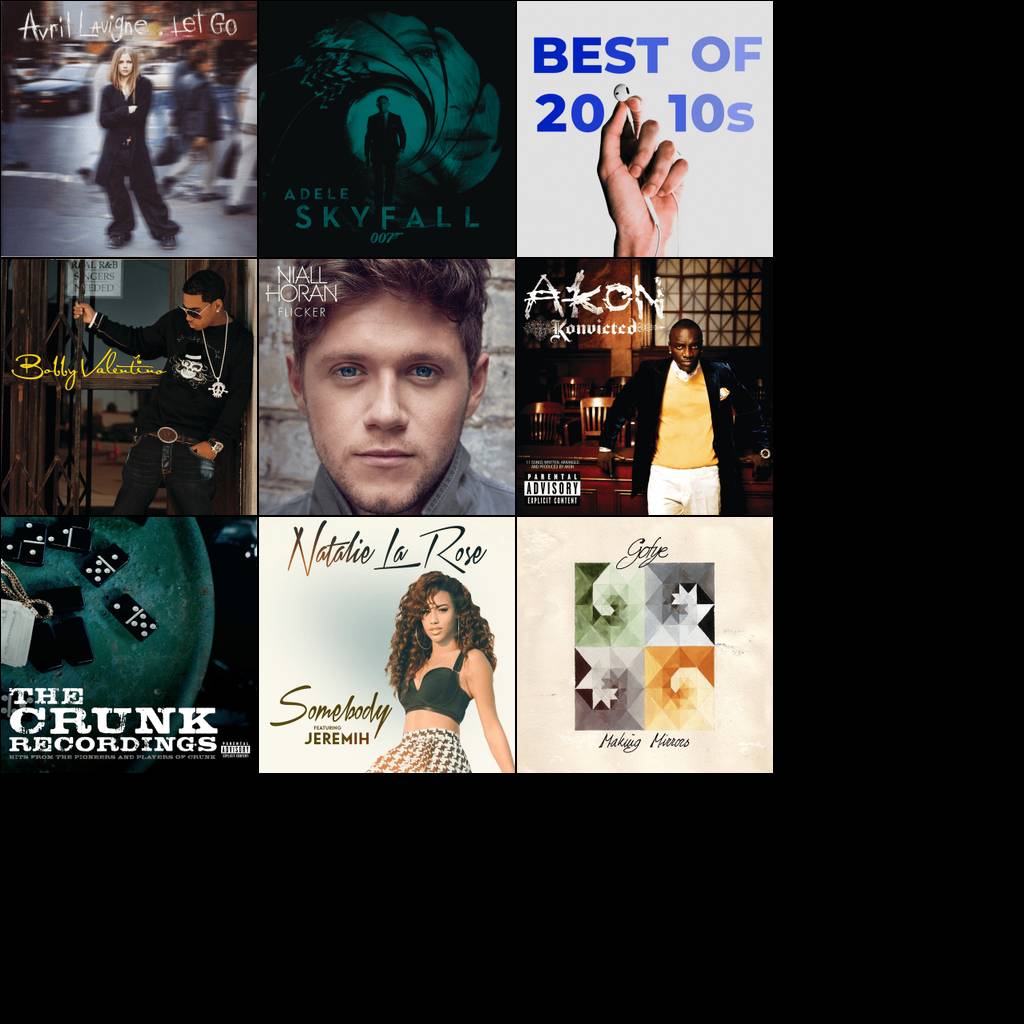 Avril Lavigne . Let Go
ADELE
SKYFALL
007
BEST OF
20 10s
REAL R&B
SINGERS
NEEDED
Bobby Valentino
NIALL
HORAN
FLICKER
AKON
Konvicted
11 SONGS WRITTEN, ARRANGED
AND PRODUCED BY AKON
PARENTAL
ADVISORY
EXPLICIT CONTENT
THE
CRUNK
RECORDINGS
PARENTAL
ADVISORY
EXPLICIT CONTENT
HITS FROM THE PIONEERS AND PLAYERS OF CRUNK
Natalie La Rose
Somebody
FEATURING
JEREMIH
Gotye
Making Mirrors